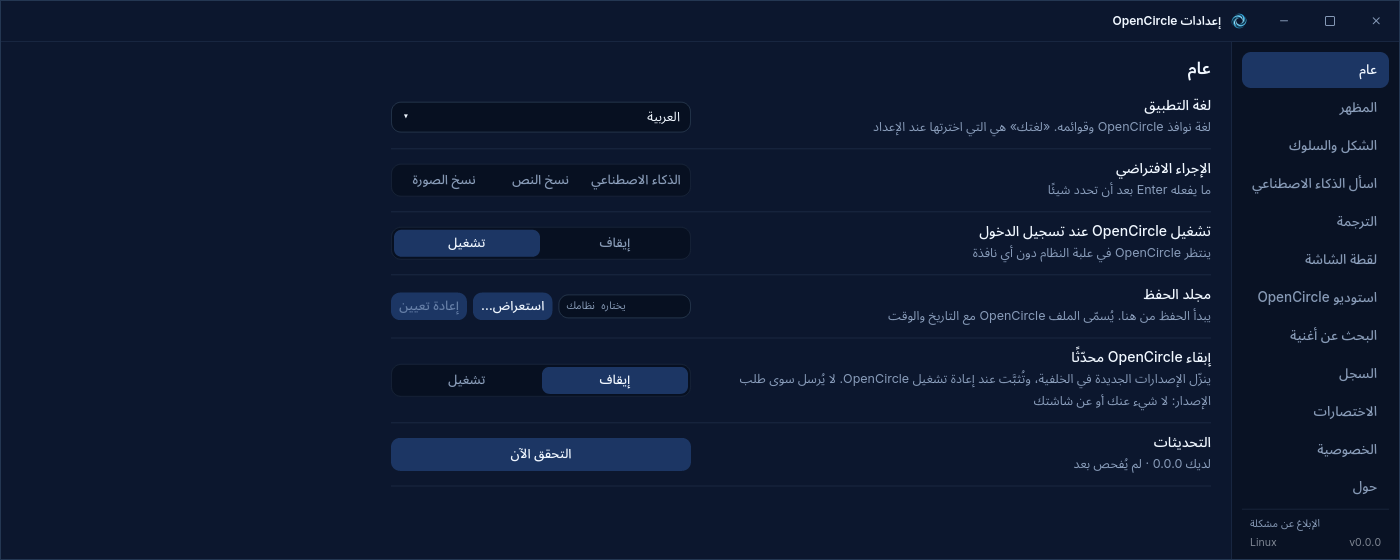 إعدادات OpenCircle
عام
المظهر
الشكل والسلوك
اسأل الذكاء الاصطناعي
الترجمة
لقطة الشاشة
استوديو OpenCircle
البحث عن أغنية
السجل
الاختصارات
الخصوصية
حول
الإبلاغ عن مشكلة
v0.0.0 Linux
عام
لغة التطبيق
لغة نوافذ OpenCircle وقوائمه. «لغتك» هي التي اخترتها عند الإعداد
العربية
الإجراء الافتراضي
ما يفعله Enter بعد أن تحدد شيئًا
الذكاء الاصطناعي نسخ النص نسخ الصورة
تشغيل OpenCircle عند تسجيل الدخول
ينتظر OpenCircle في علبة النظام دون أي نافذة
إيقاف تشغيل
مجلد الحفظ
يبدأ الحفظ من هنا. يُسمّى الملف OpenCircle مع التاريخ والوقت
يختاره نظامك استعراض... إعادة تعيين
إبقاء OpenCircle محدّثًا
ينزّل الإصدارات الجديدة في الخلفية، وتُثبَّت عند إعادة تشغيل OpenCircle. لا يُرسل سوى طلب
الإصدار: لا شيء عنك أو عن شاشتك
إيقاف تشغيل
التحديثات
لديك 0.0.0 · لم يُفحص بعد
التحقق الآن